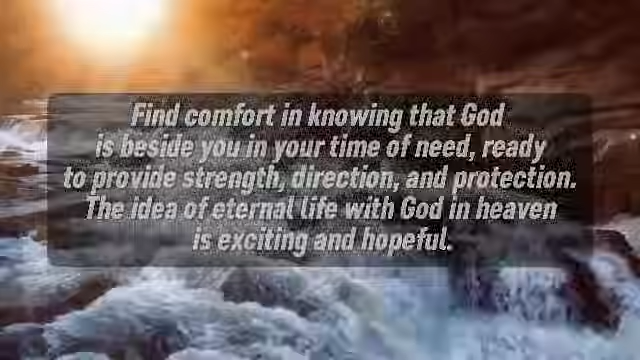 Find comfort in knowing that God
is beside you in your time of need, ready
to provide strength, direction, and protection.
The idea of eternal life with God in heaven
is exciting and hopeful.